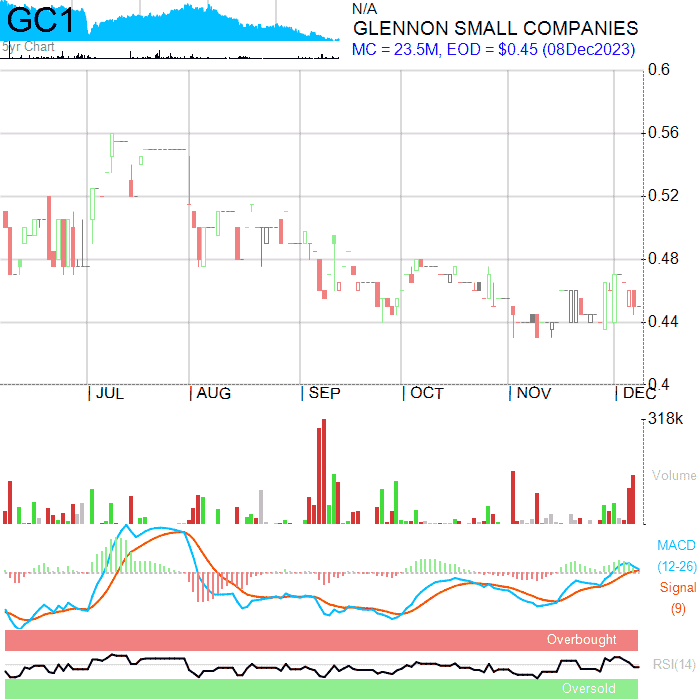 GC1
5yr Chart
N/A
GLENNON SMALL COMPANIES
MC = 23.5M, EOD = $0.45 (08Dec2023)
0.6
0.56
0.52
0.48
0.44
0.4
JUL AUG SEP OCT NOV DEC
318k
Volume
MACD
(12-26)
Signal
(9)
Overbought
RSI(14)
Oversold